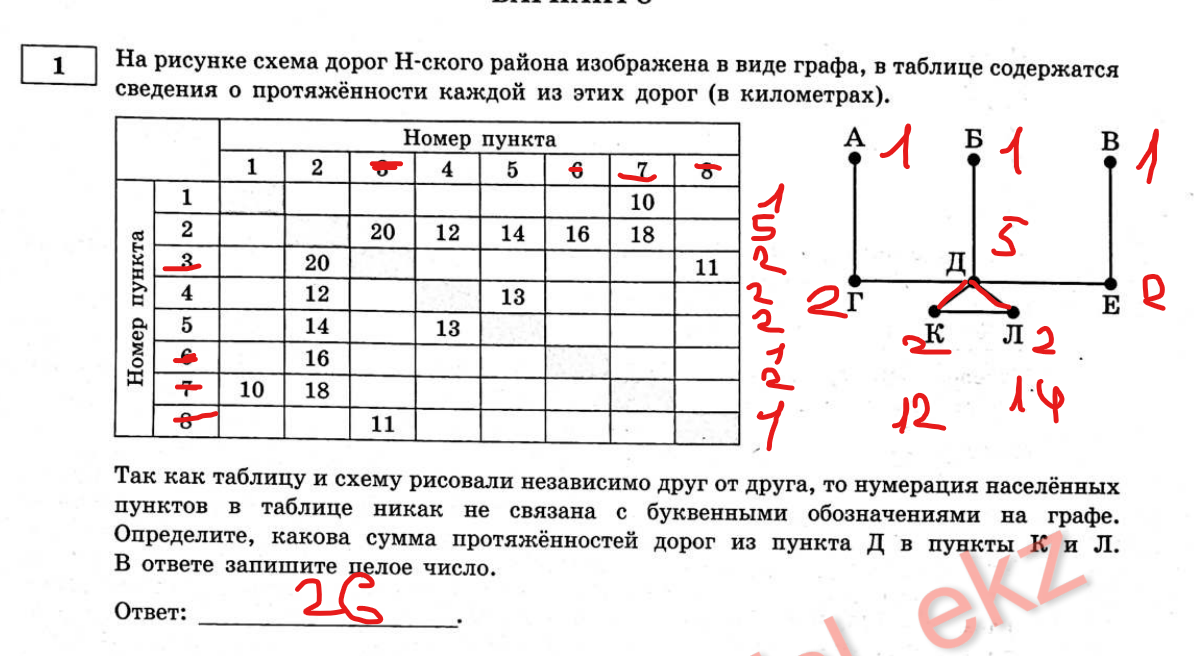 1
На рисунке схема дорог Н-ского района изображена в виде графа, в таблице содержатся
сведения о протяжённости каждой из этих дорог (в километрах).
Номер пункта
1 2 3 4 5 6 7 8
Номер пункта
1 10
2 20 12 14 16 18
3 20 11
4 12 13
5 14 13
6 16
7 10 18
8 11
1
5
2
2
2
1
2
1
А 1 Б 1 В 1
5
Д
2 Г Е 2
К Л
2 2
12 14
Так как таблицу и схему рисовали независимо друг от друга, то нумерация населённых
пунктов в таблице никак не связана с буквенными обозначениями на графе.
Определите, какова сумма протяжённостей дорог из пункта Д в пункты К и Л.
В ответе запишите целое число.
Ответ: 26.
ekz